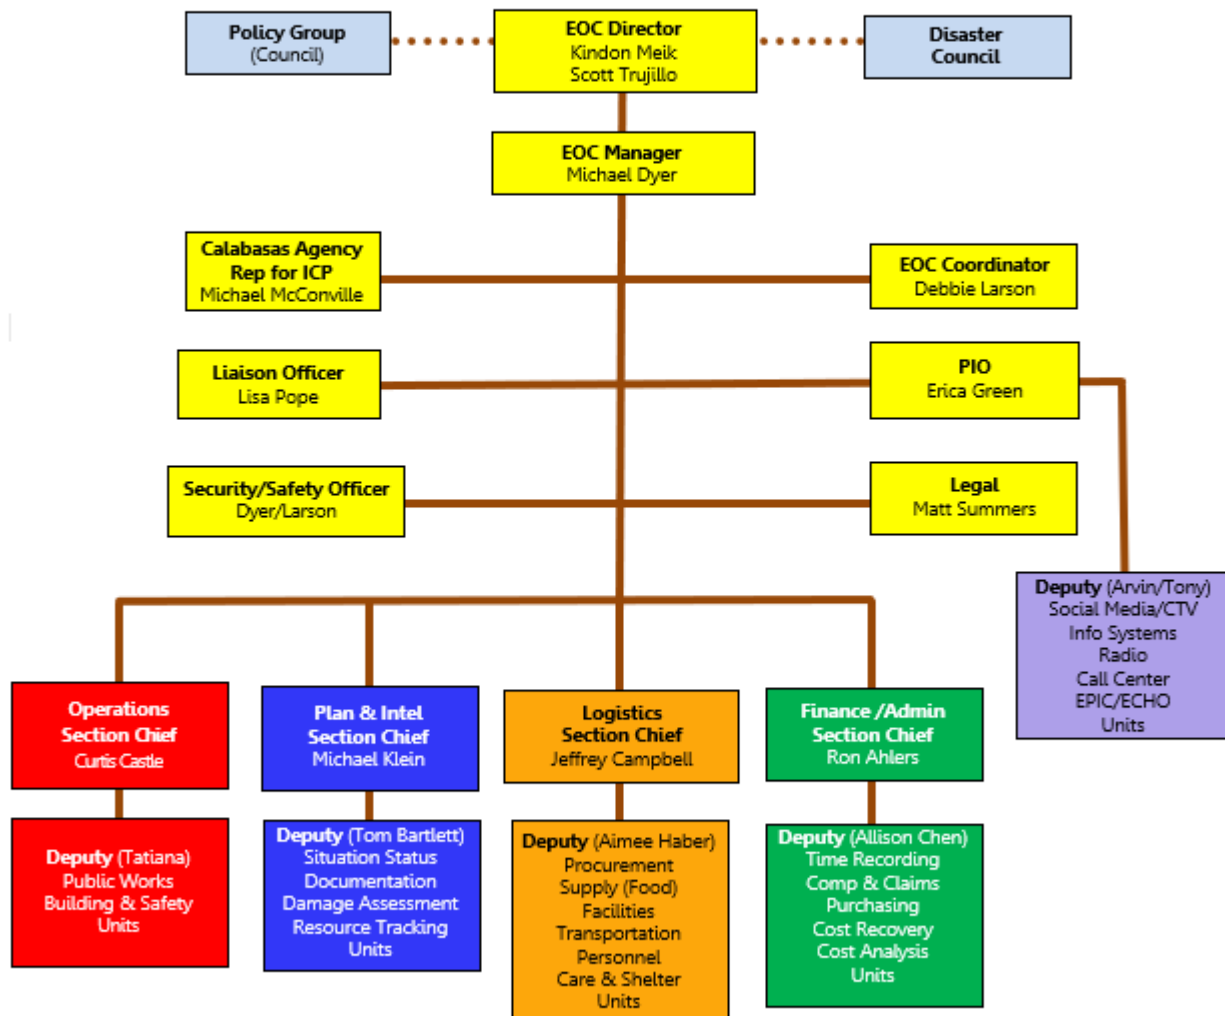 Policy Group
(Council)
EOC Director
Kindon Meik
Scott Trujillo
Disaster
Council
EOC Manager
Michael Dyer
Calabasas Agency
Rep for ICP
Michael McConville
EOC Coordinator
Debbie Larson
Liaison Officer
Lisa Pope
PIO
Erica Green
Security/Safety Officer
Dyer/Larson
Legal
Matt Summers
Deputy (Arvin/Tony)
Social Media/CTV
Info Systems
Radio
Call Center
EPIC/ECHO
Units
Operations
Section Chief
Curtis Castle
Plan & Intel
Section Chief
Michael Klein
Logistics
Section Chief
Jeffrey Campbell
Finance /Admin
Section Chief
Ron Ahlers
Deputy (Tatiana)
Public Works
Building & Safety
Units
Deputy (Tom Bartlett)
Situation Status
Documentation
Damage Assessment
Resource Tracking
Units
Deputy (Aimee Haber)
Procurement
Supply (Food)
Facilities
Transportation
Personnel
Care & Shelter
Units
Deputy (Allison Chen)
Time Recording
Comp & Claims
Purchasing
Cost Recovery
Cost Analysis
Units